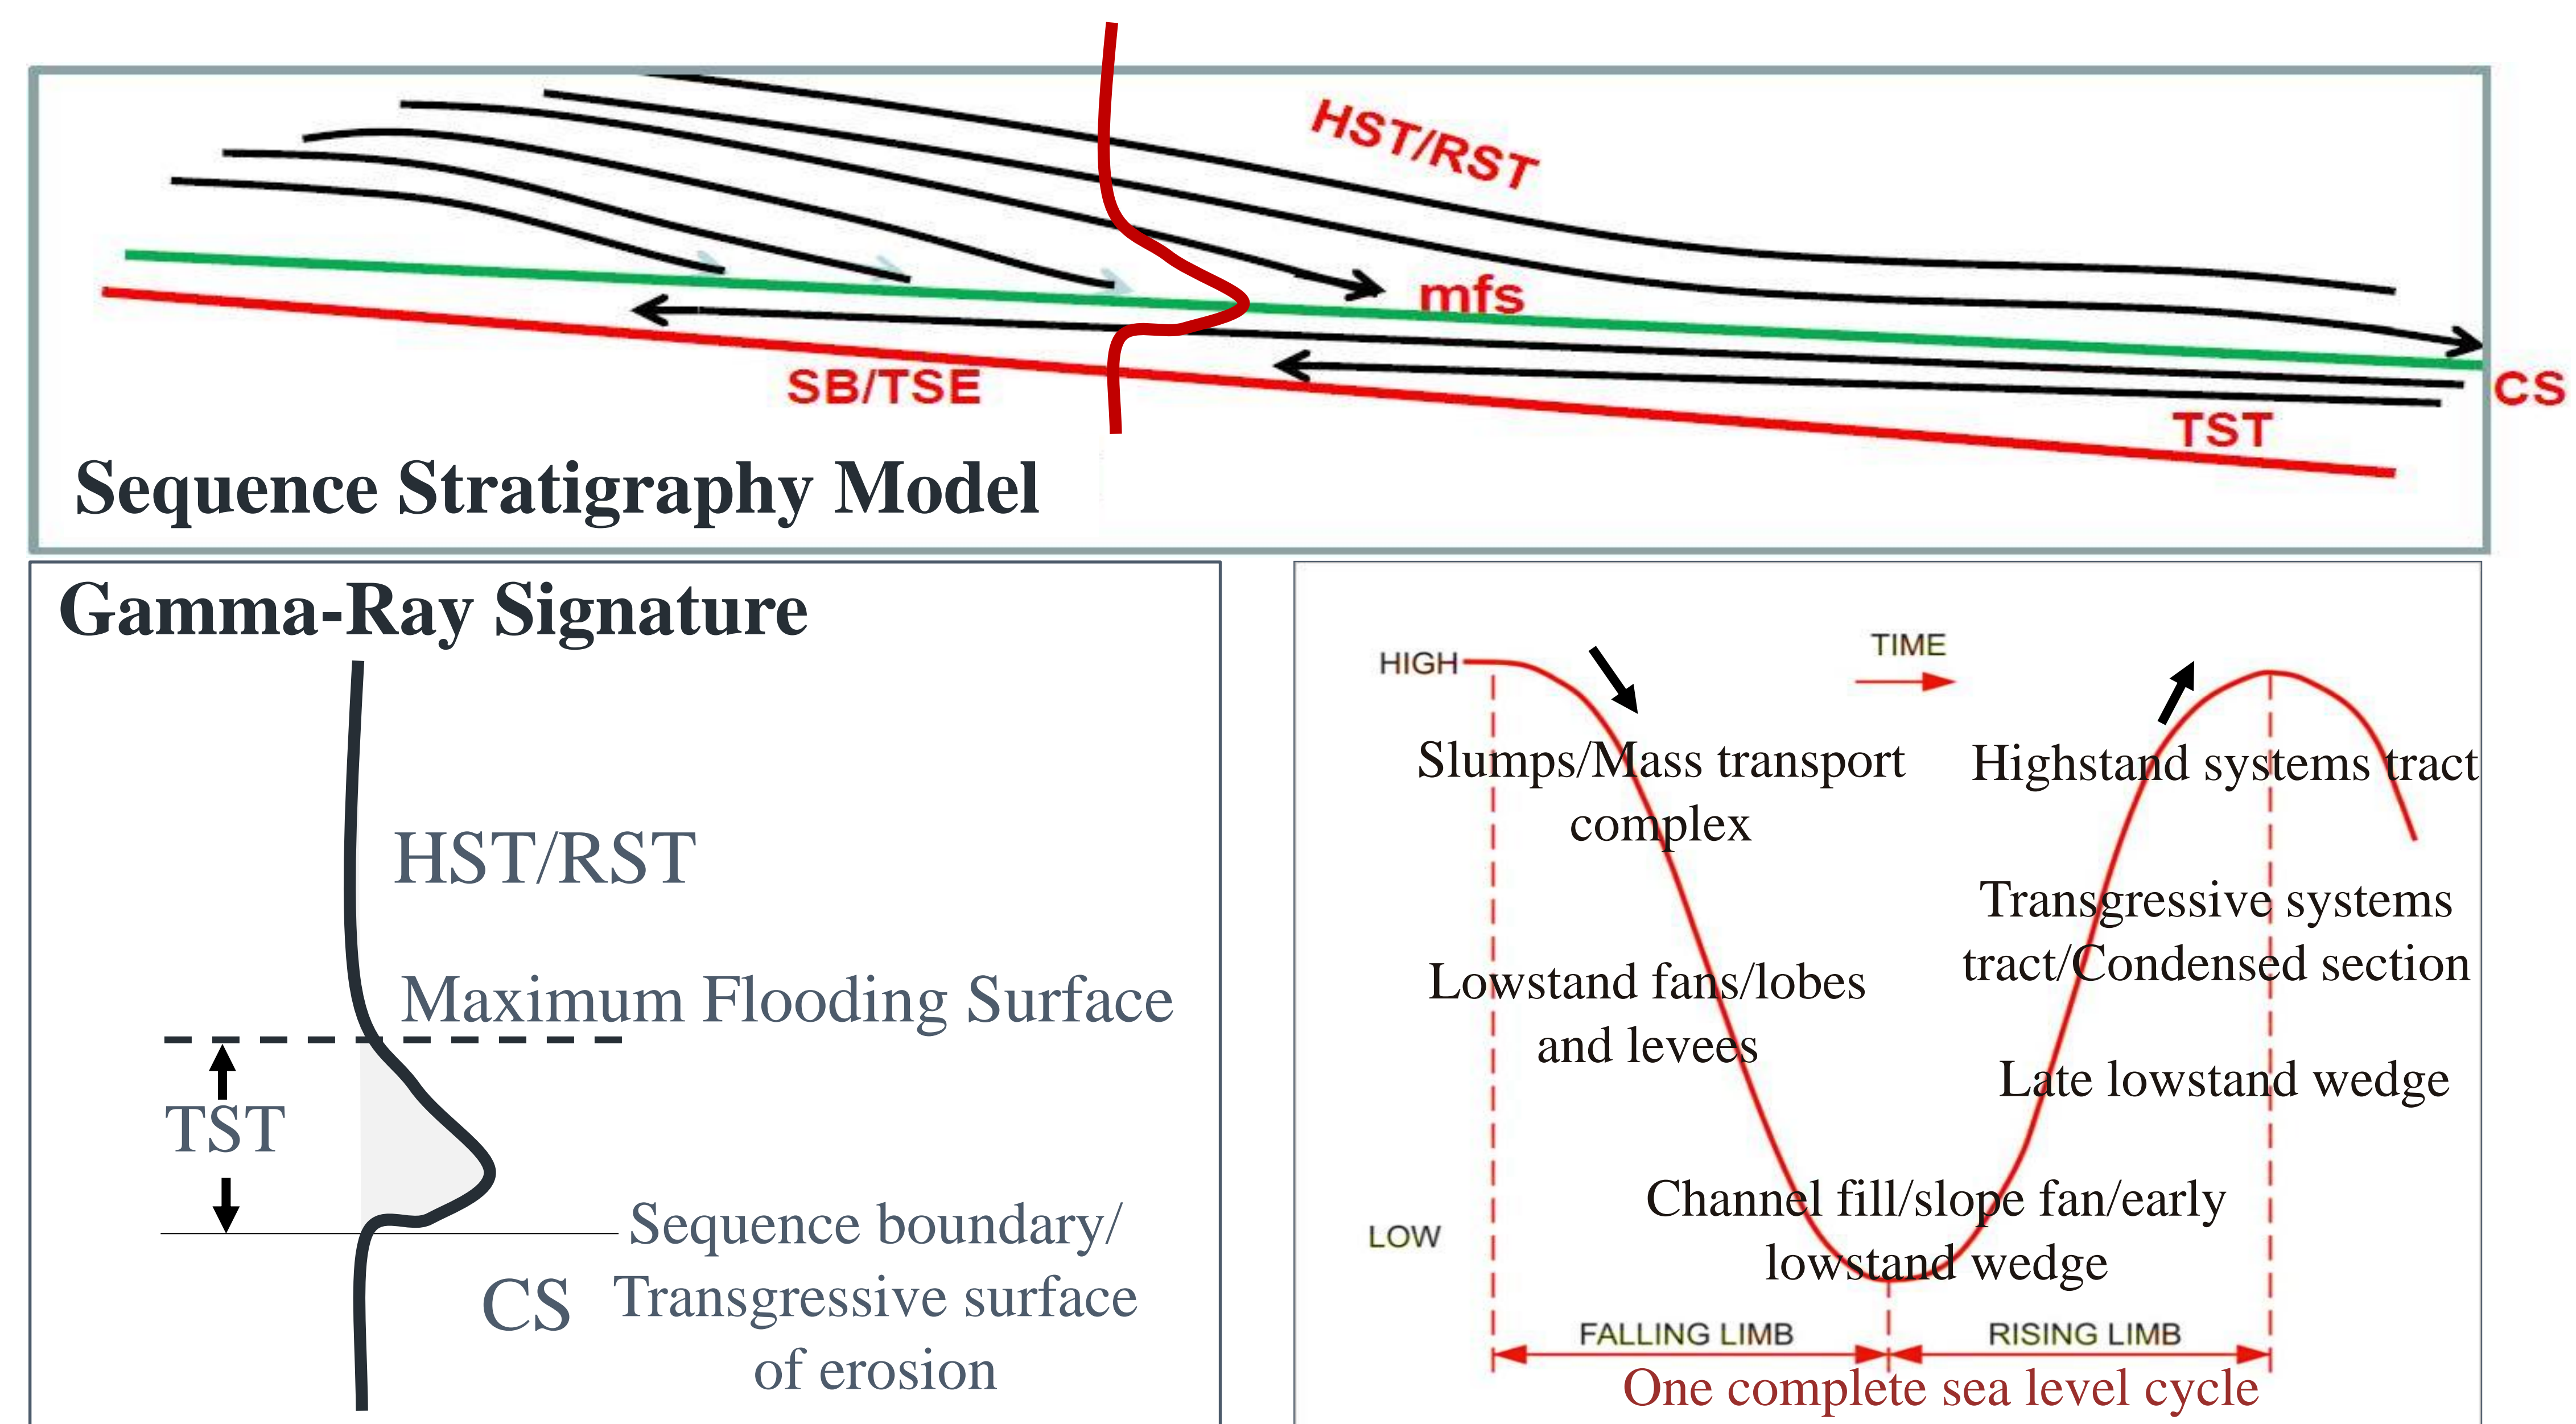 HST/RST
mfs
SB/TSE
CS
TST
Sequence Stratigraphy Model
Gamma-Ray Signature
HST/RST
Maximum Flooding Surface
TST
Sequence boundary/
CS Transgressive surface
of erosion
HIGH
TIME
Slumps/Mass transport
complex
Highstand systems tract
Transgressive systems
tract/Condensed section
Lowstand fans/lobes
and levees
Late lowstand wedge
Channel fill/slope fan/early
lowstand wedge
LOW
FALLING LIMB
RISING LIMB
One complete sea level cycle